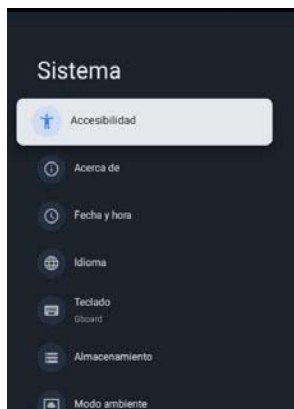 Sistema
Accesibilidad
Acerca de
Fecha y hora
Idioma
Teclado
Gboard
Almacenamiento
Modo ambiente